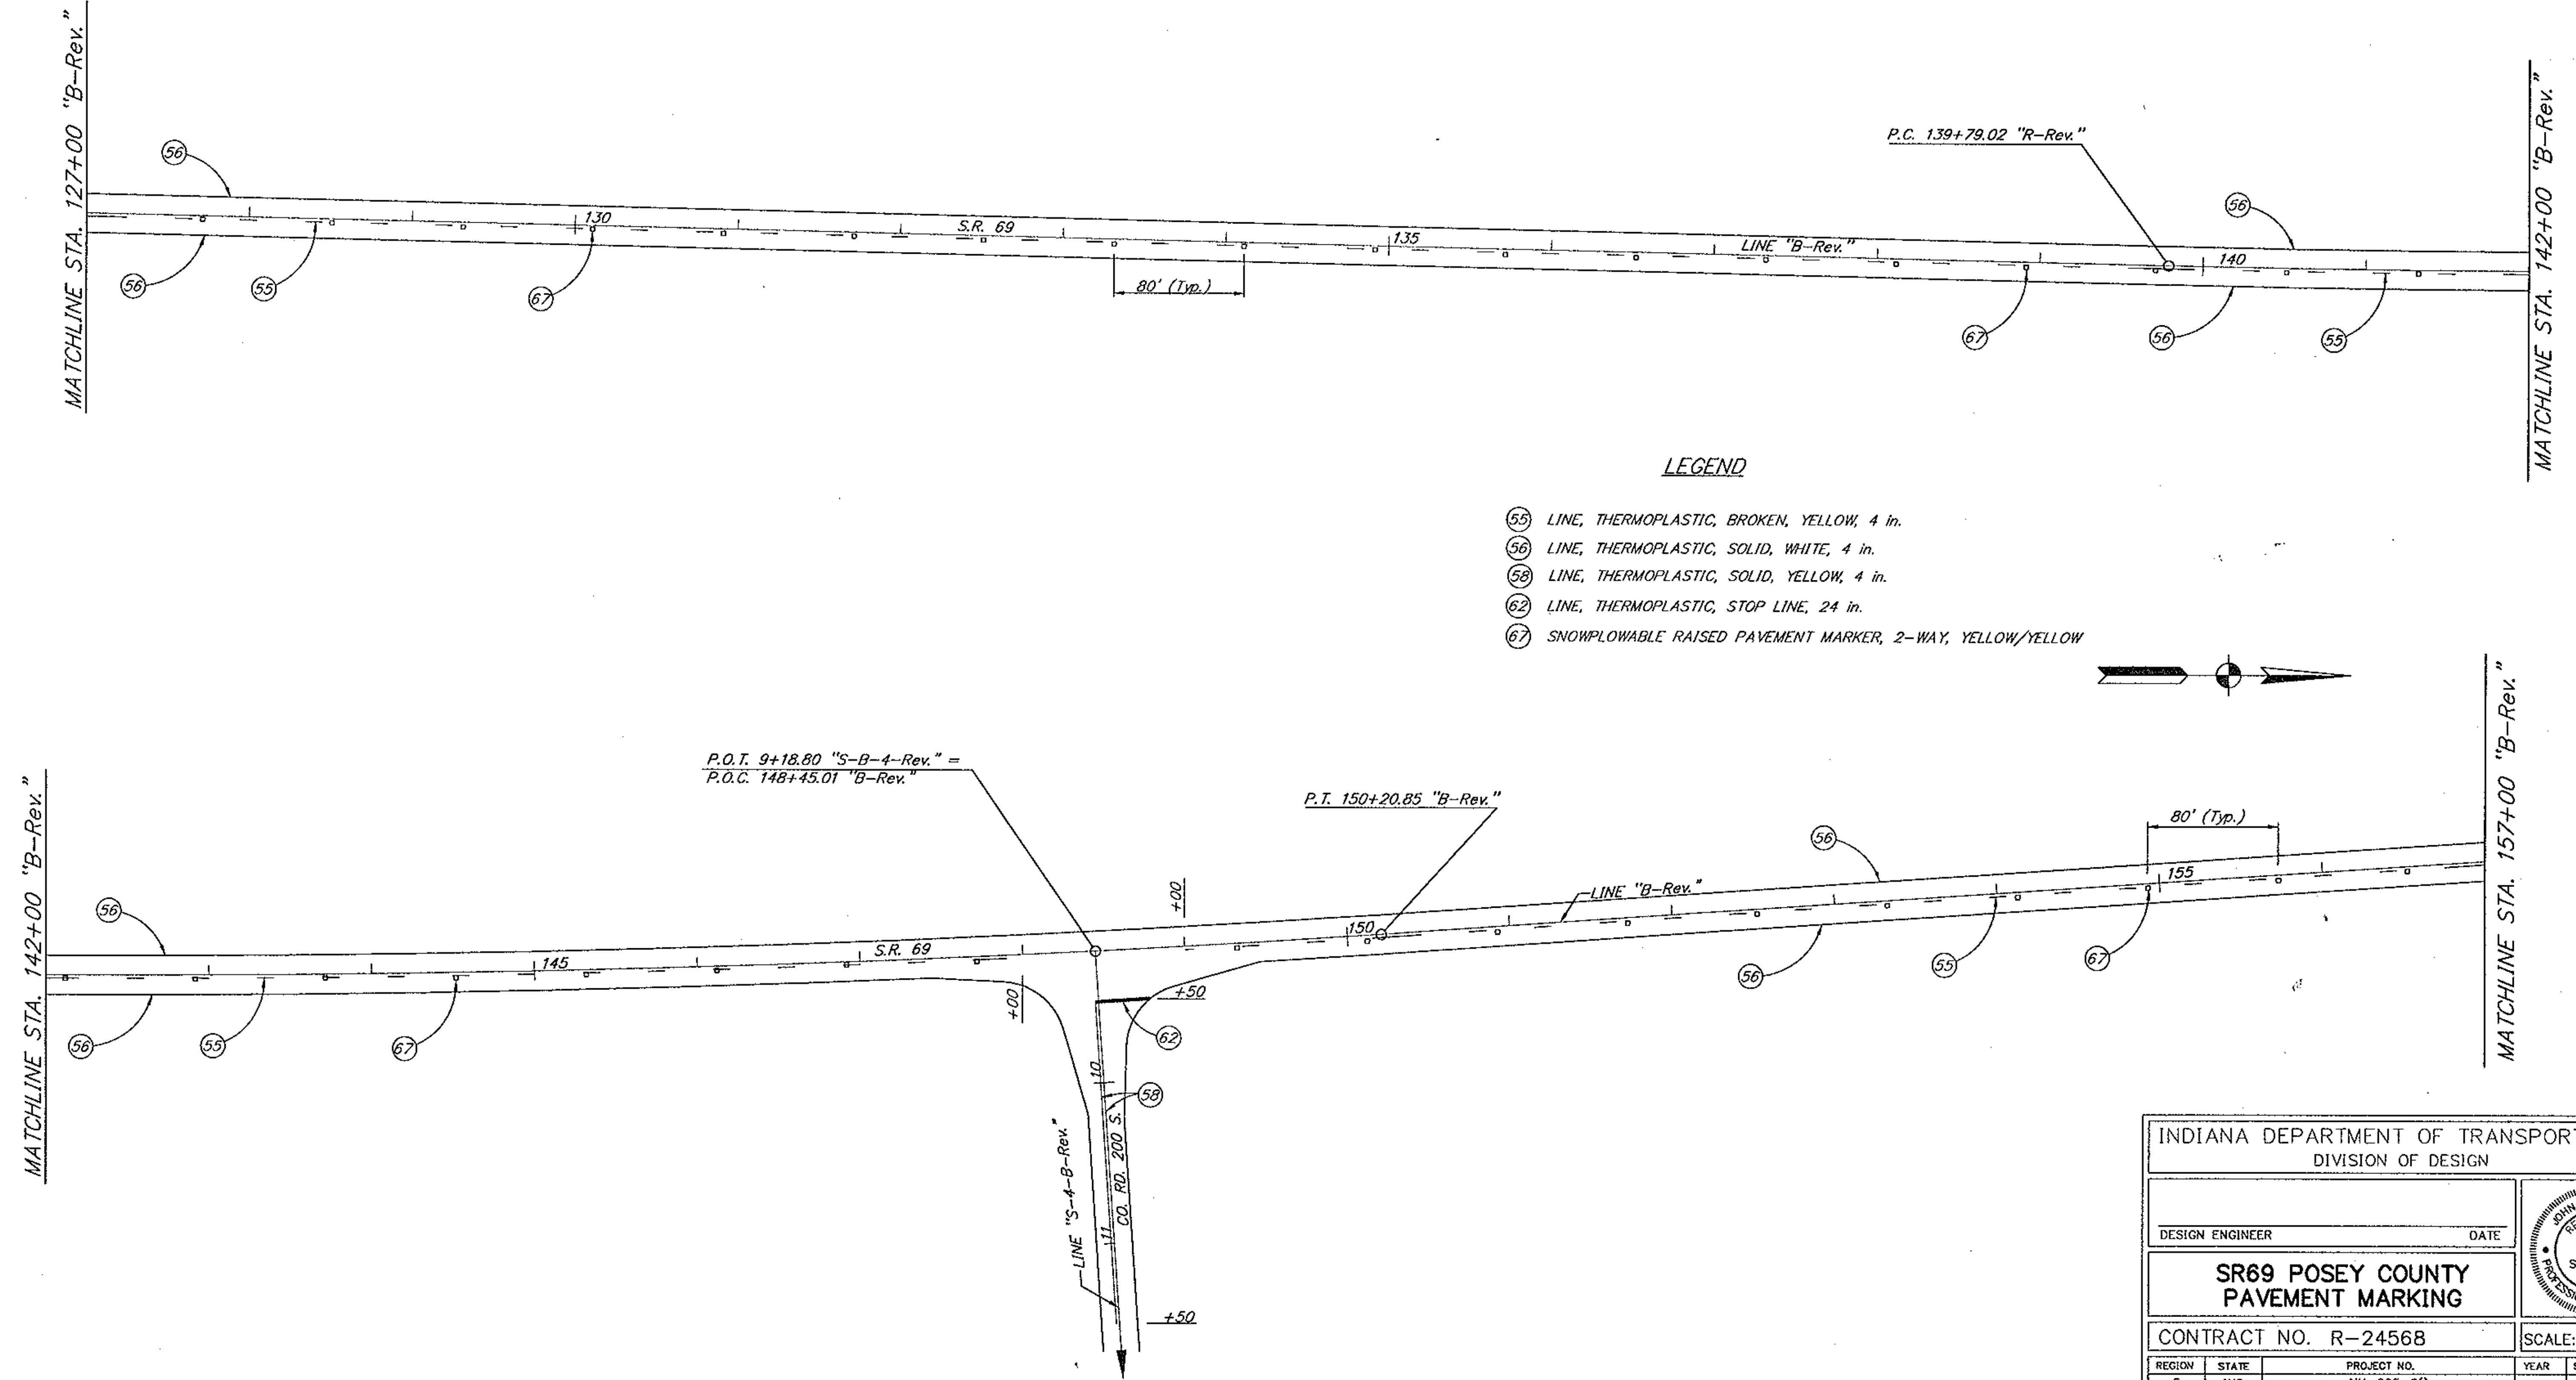 MATCHLINE STA. 127+00 "B-Rev."
56
56
55
130
67
S.R. 69
80' (Typ.)
135
LINE "B-Rev."
P.C. 139+79.02 "R-Rev."
140
56
67
56
55
MATCHLINE STA. 142+00 "B-Rev."
LEGEND
55 LINE, THERMOPLASTIC, BROKEN, YELLOW, 4 in.
56 LINE, THERMOPLASTIC, SOLID, WHITE, 4 in.
58 LINE, THERMOPLASTIC, SOLID, YELLOW, 4 in.
62 LINE, THERMOPLASTIC, STOP LINE, 24 in.
67 SNOWPLOWABLE RAISED PAVEMENT MARKER, 2-WAY, YELLOW/YELLOW
MATCHLINE STA. 142+00 "B-Rev."
56
56
55
67
145
S.R. 69
P.O.T. 9+18.80 "S-B-4-Rev." =
P.O.C. 148+45.01 "B-Rev."
+00
+00
P.T. 150+20.85 "B-Rev."
150
LINE "B-Rev."
56
80' (Typ.)
155
56
55
67
+50
62
10
58
CO. RD. 200 S.
11
LINE "S-4-B-Rev."
+50
MATCHLINE STA. 157+00 "B-Rev."
INDIANA DEPARTMENT OF TRANSPORT
DIVISION OF DESIGN
DESIGN ENGINEER DATE
JOHN
PROFESS
SR69 POSEY COUNTY
PAVEMENT MARKING
CONTRACT NO. R-24568
SCALE:
REGION STATE PROJECT NO. YEAR